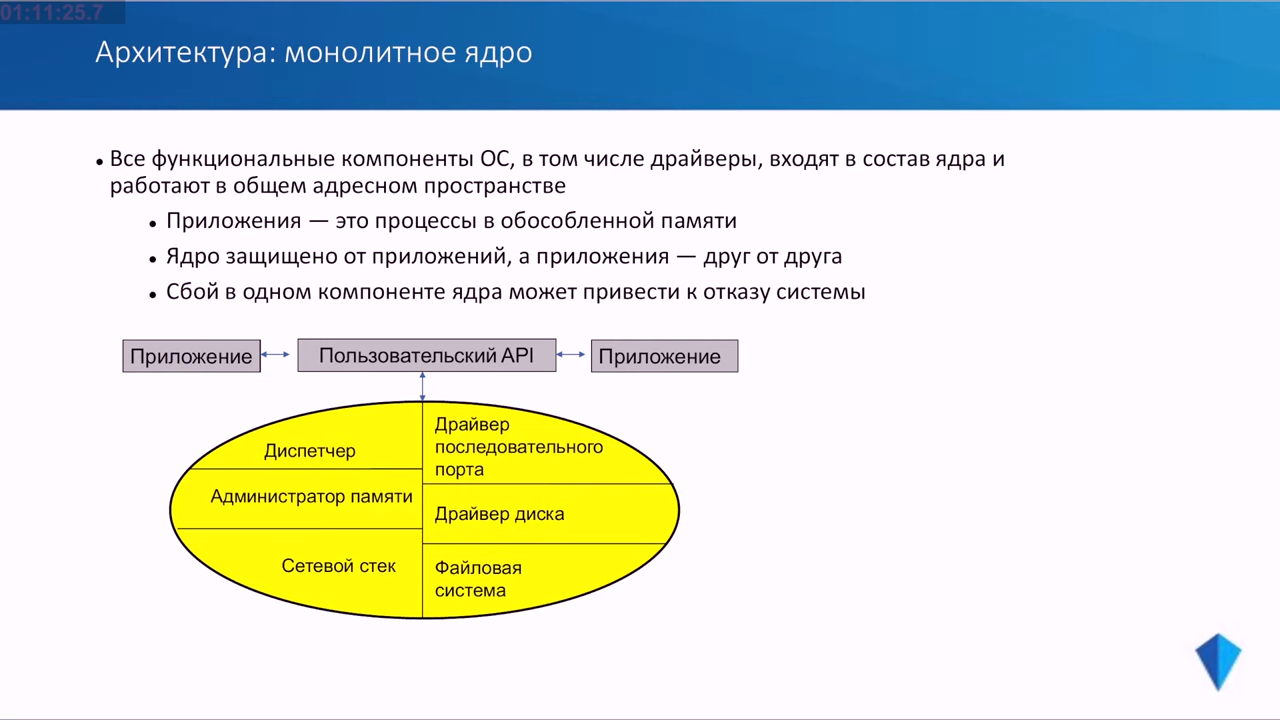 01:11:25.7
Архитектура: монолитное ядро
Все функциональные компоненты ОС, в том числе драйверы, входят в состав ядра и
работают в общем адресном пространстве
Приложения — это процессы в обособленной памяти
Ядро защищено от приложений, а приложения — друг от друга
Сбой в одном компоненте ядра может привести к отказу системы
Приложение
Пользовательский API
Приложение
Диспетчер
Администратор памяти
Сетевой стек
Драйвер
последовательного
порта
Драйвер диска
Файловая
система